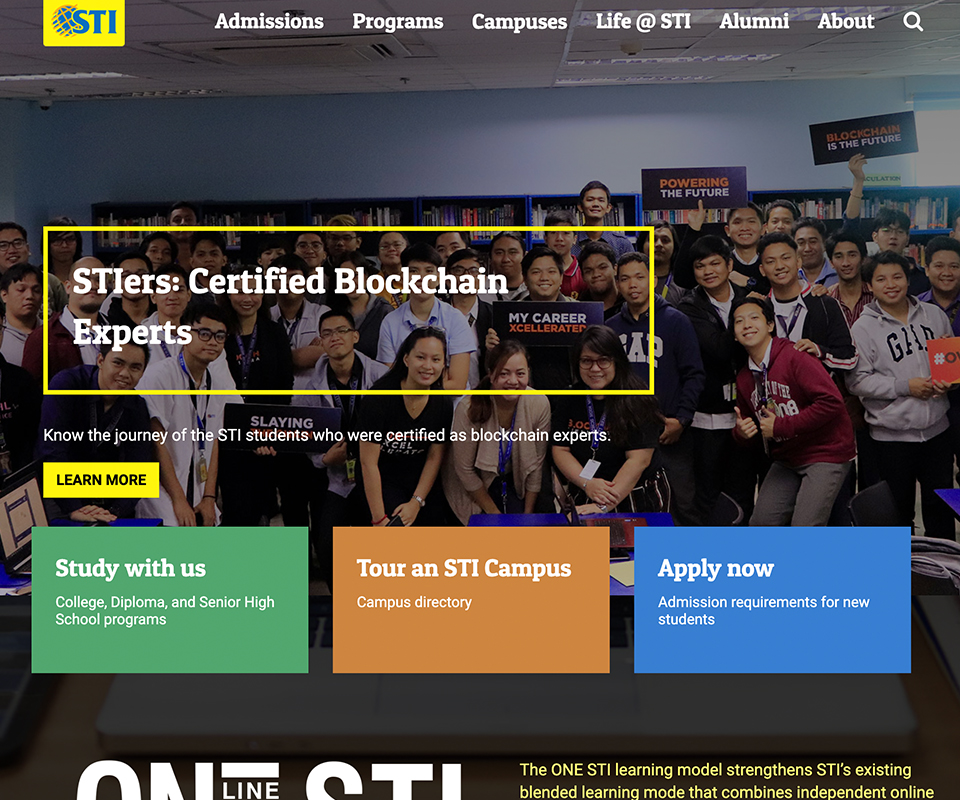 STI
Admissions
Programs
Campuses
Life @ STI
Alumni
About
BLOCKCHAIN
IS THE FUTURE
POWERING
THE FUTURE
STIers: Certified Blockchain
Experts
MY CAREER
XCELLERATED
GAP
SLAYING
Know the journey of the STI students who were certified as blockchain experts.
LEARN MORE
Study with us
College, Diploma, and Senior High
School programs
Tour an STI Campus
Campus directory
Apply now
Admission requirements for new
students
ONE
LINE
STI
The ONE STI learning model strengthens STI’s existing
blended learning mode that combines independent online